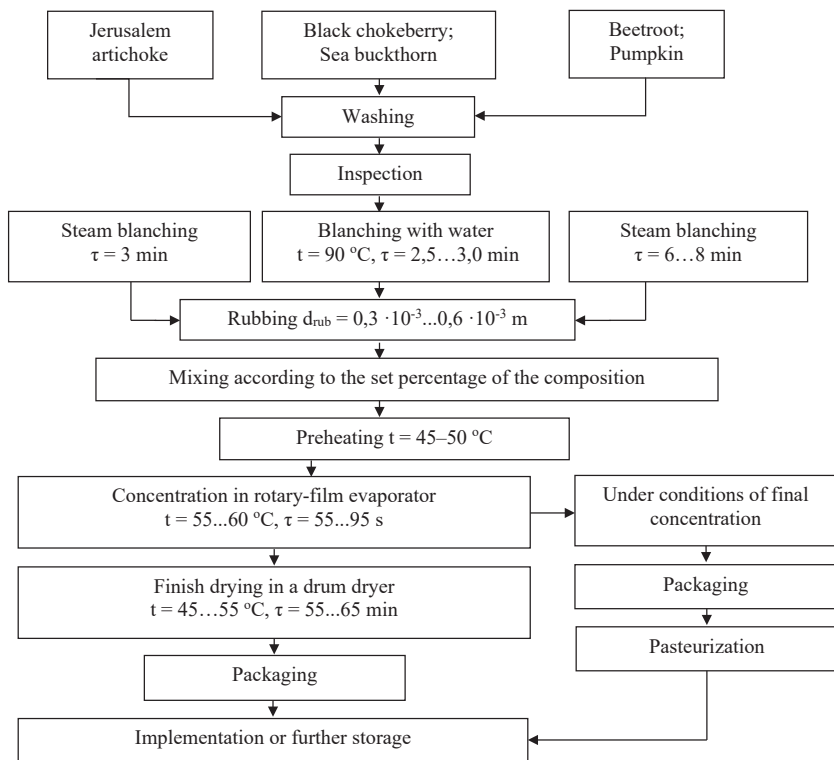 Jerusalem
artichoke
Black chokeberry;
Sea buckthorn
Beetroot;
Pumpkin
Washing
Inspection
Steam blanching
τ = 3 min
Blanching with water
t = 90 ºC, τ = 2,5…3,0 min
Steam blanching
τ = 6…8 min
Rubbing drub = 0,3 ·10-3...0,6 ·10-3 m
Mixing according to the set percentage of the composition
Preheating t = 45–50 ºC
Concentration in rotary-film evaporator
t = 55...60 ºC, τ = 55...95 s
Under conditions of final
concentration
Finish drying in a drum dryer
t = 45…55 ºC, τ = 55...65 min
Packaging
Pasteurization
Packaging
Implementation or further storage